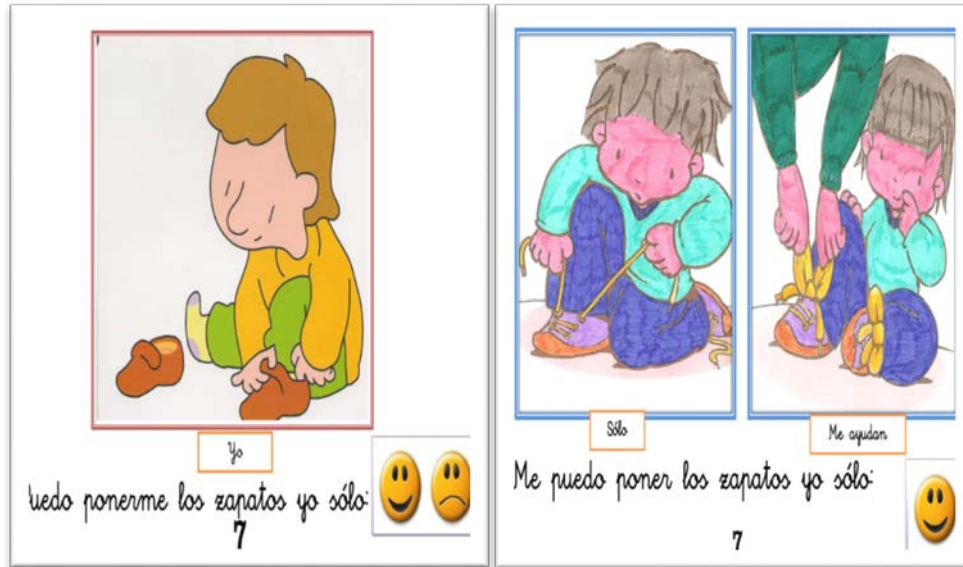 Yo
uedo ponerme los zapatos yo sólo:
7
Sólo
Me ayudan
Me puedo poner los zapatos yo sólo:
7